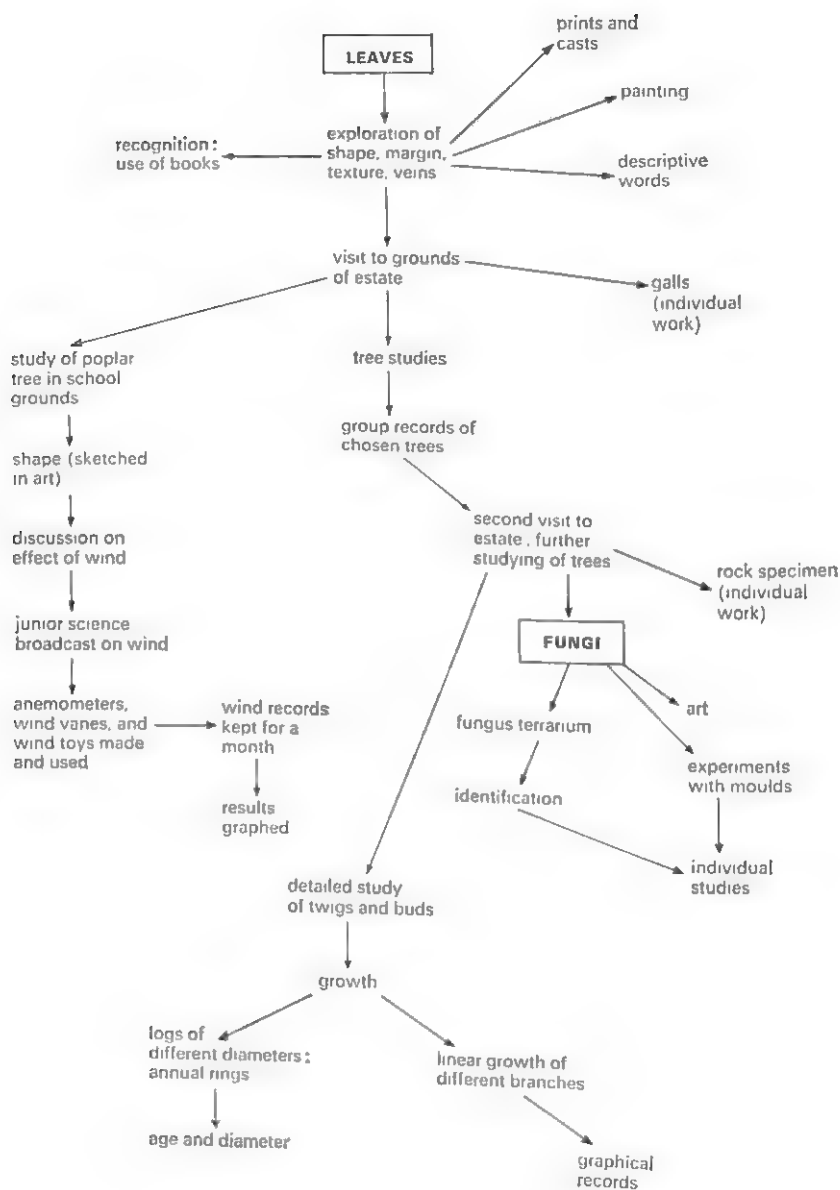 LEAVES
prints and
casts
painting
descriptive
words
recognition:
use of books
exploration of
shape, margin,
texture, veins
visit to grounds
of estate
galls
(individual
work)
study of poplar
tree in school
grounds
tree studies
group records of
chosen trees
shape (sketched
in art)
discussion on
effect of wind
junior science
broadcast on wind
anemometers,
wind vanes, and
wind toys made
and used
wind records
kept for a
month
results
graphed
second visit to
estate, further
studying of trees
rock specimen
(individual
work)
FUNGI
fungus terrarium
art
identification
experiments
with moulds
individual
studies
detailed study
of twigs and buds
growth
logs of
different diameters:
annual rings
linear growth of
different branches
age and diameter
graphical
records